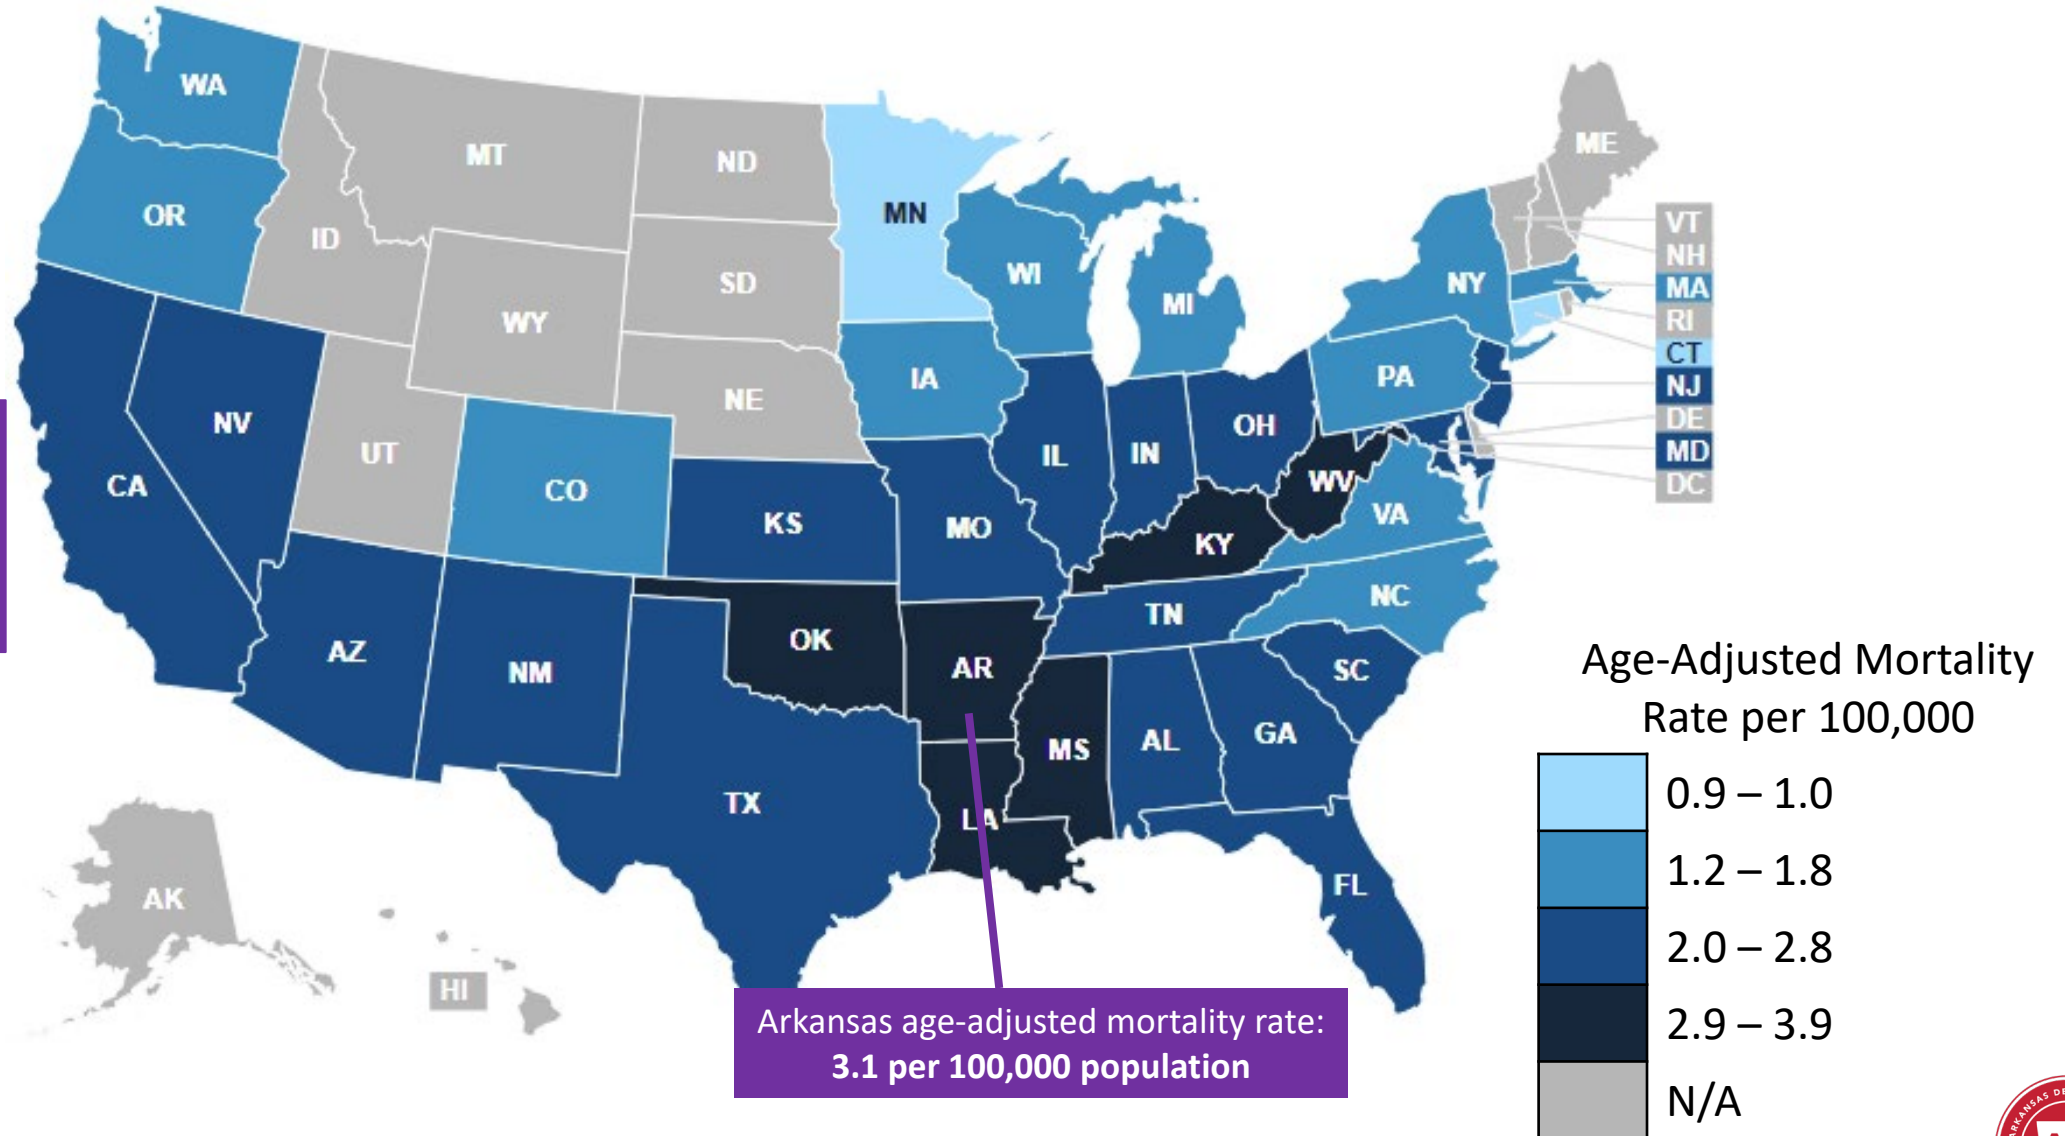 WA
MT
ND
MN
ME
OR
ID
SD
WI
MI
NY
VT
NH
MA
RI
CT
NJ
DE
MD
DC
WY
IA
PA
NE
NV
UT
CO
CA
IL
IN
OH
WV
VA
KS
MO
KY
NC
TN
AZ
NM
OK
AR
SC
MS
AL
GA
TX
LA
FL
AK
HI
Arkansas age-adjusted mortality rate:
3.1 per 100,000 population
Age-Adjusted Mortality
Rate per 100,000
0.9 – 1.0
1.2 – 1.8
2.0 – 2.8
2.9 – 3.9
N/A
ARKANSAS DE